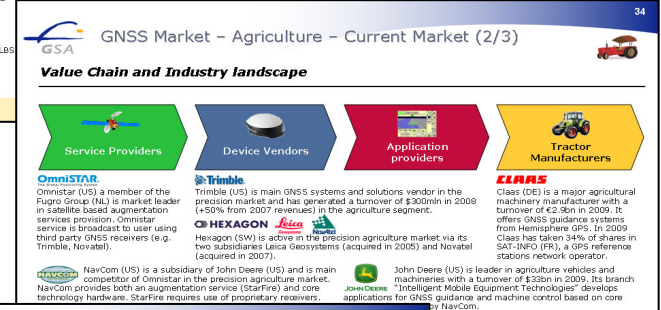 34
LBS
GSA
GNSS Market – Agriculture – Current Market (2/3)
Value Chain and Industry landscape
Service Providers
Device Vendors
Application
providers
Tractor
Manufacturers
OmniSTAR.
The Global Positioning System
Omnistar (US) a member of the
Fugro Group (NL) is market leader
in satellite based augmentation
services provision. Omnistar
service is broadcast to user using
third party GNSS receivers (e.g.
Trimble, Novatel).
Trimble.
Trimble (US) is main GNSS systems and solutions vendor in the
precision market and has generated a turnover of $300mln in 2008
(+50% from 2007 revenues) in the agriculture segment.
HEXAGON Leica Geosystems NovAtel
Hexagon (SW) is active in the precision agriculture market via its
two subsidiaries Leica Geosystems (acquired in 2005) and Novatel
(acquired in 2007).
CLAAS
Claas (DE) is a major agricultural
machinery manufacturer with a
turnover of €2.9bn in 2009. It
offers GNSS guidance systems
from Hemisphere GPS. In 2009
Claas has taken 34% of shares in
SAT-INFO (FR), a GPS reference
stations network operator.
NAVCOM
NavCom (US) is a subsidiary of John Deere (US) and is main
competitor of Omnistar in the precision agriculture market.
NavCom provides both an augmentation service (StarFire) and core
technology hardware. StarFire requires use of proprietary receivers.
JOHN DEERE
John Deere (US) is leader in agriculture vehicles and
machineries with a turnover of $33bn in 2009. Its branch
"Intelligent Mobile Equipment Technologies" develops
applications for GNSS guidance and machine control based on core
by NavCom.